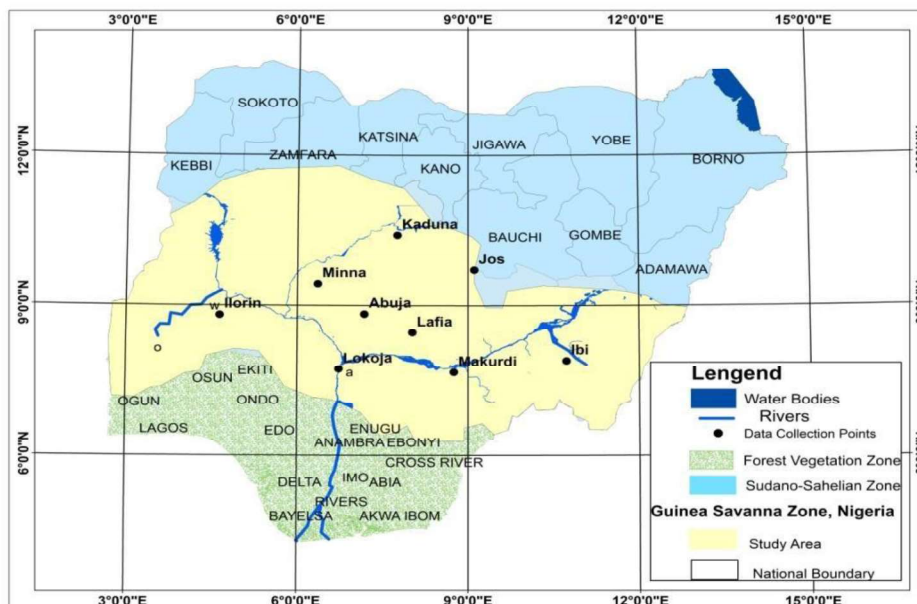 3°0'0"E 6°0'0"E 9°0'0"E 12°0'0"E 15°0'0"E
SOKOTO
KATSINA
JIGAWA
YOBE
12°0'0"N
KEBBI
ZAMFARA
KANO
BORNO
Kaduna
BAUCHI
GOMBE
Jos
ADAMAWA
Minna
9°0'0"N
w Ilorin
Abuja
Lafia
o
Lokoja
a
Makurdi
Ibi
EKITI
OSUN
OGUN
ONDO
LAGOS
EDO
ENUGU
ANAMBRA EBONYI
6°0'0"N
CROSS RIVER
DELTA
IMO ABIA
RIVERS
BAYELSA
AKWA IBOM
Lengend
Water Bodies
Rivers
Data Collection Points
Forest Vegetation Zone
Sudano-Sahelian Zone
Guinea Savanna Zone, Nigeria
Study Area
National Boundary
3°0'0"E 6°0'0"E 9°0'0"E 12°0'0"E 15°0'0"E